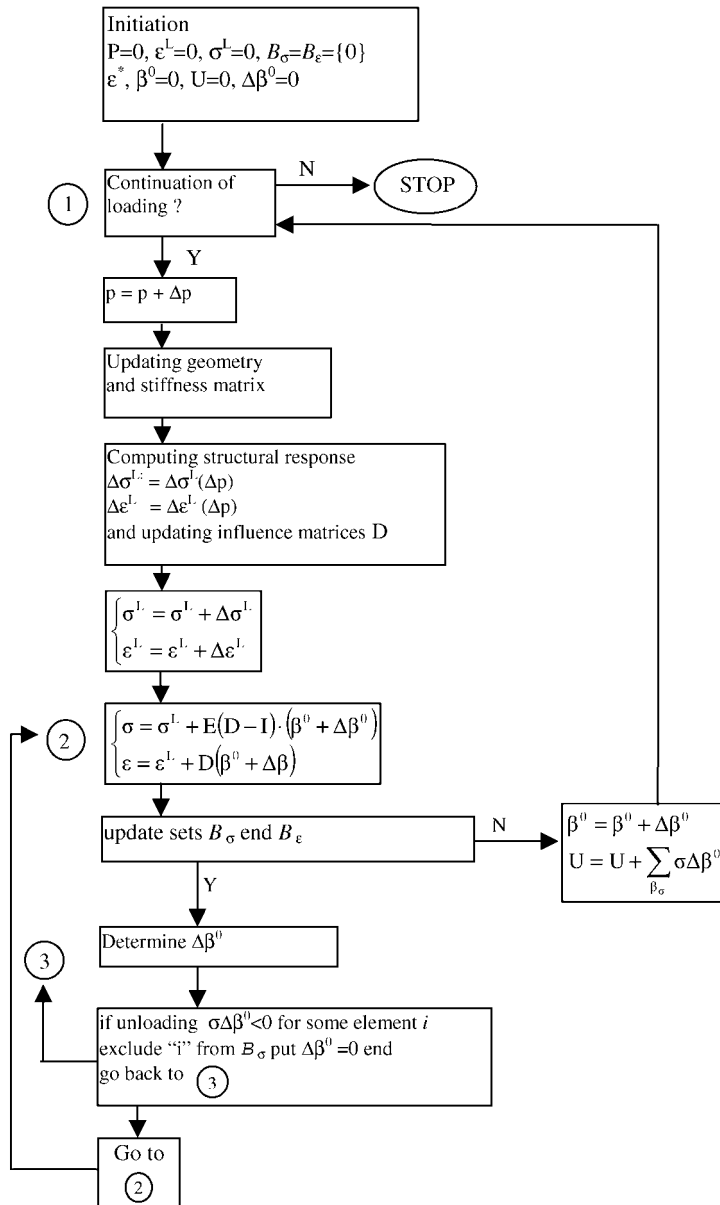 Initiation
P=0, ε^L=0, σ^L=0, B_σ=B_ε={0}
ε^*, β^0=0, U=0, Δβ^0=0
N
STOP
1
Continuation of
loading ?
Y
p = p + Δp
Updating geometry
and stiffness matrix
Computing structural response
Δσ^L: = Δσ^L(Δp)
Δε^L = Δε^L (Δp)
and updating influence matrices D
σ^L = σ^L + Δσ^L
ε^L = ε^L + Δε^L
2
σ = σ^L + E(D – I)·(β^0 + Δβ^0)
ε = ε^L + D(β^0 + Δβ)
update sets B_σ end B_ε
N
β^0 = β^0 + Δβ^0
U = U + ∑_{β_σ} σΔβ^0
Y
Determine Δβ^0
3
if unloading σΔβ^0<0 for some element i
exclude “i” from B_σ put Δβ^0 =0 end
go back to 3
Go to
2